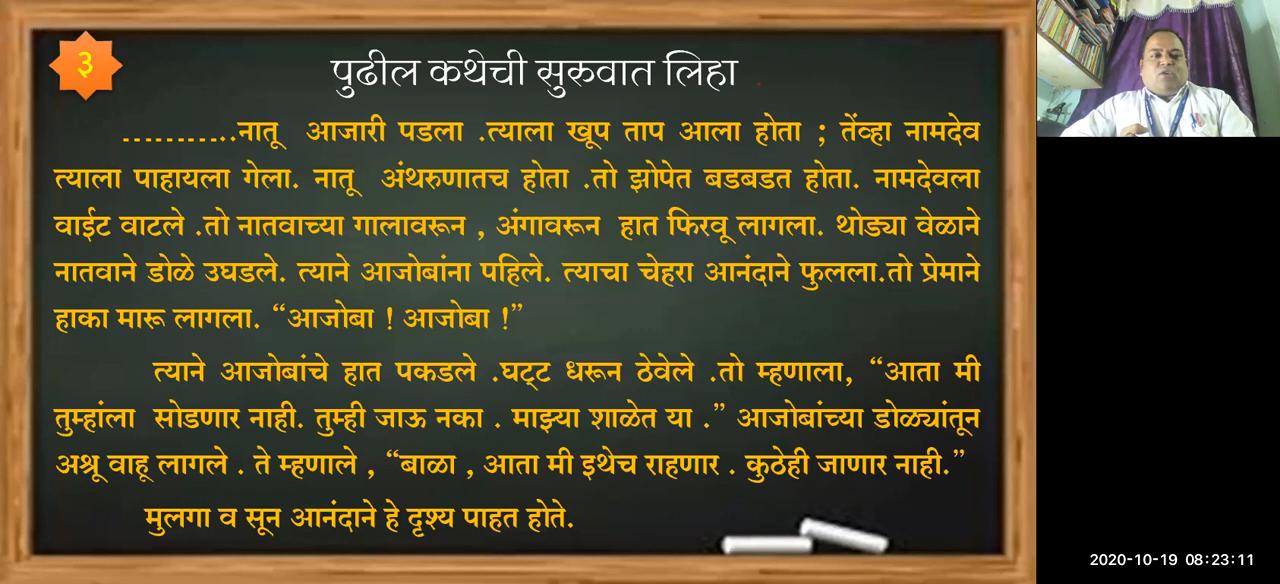 ३
पुढील कथेची सुरुवात लिहा
...........नातू आजारी पडला .त्याला खूप ताप आला होता ; तेंव्हा नामदेव
त्याला पाहायला गेला. नातू अंथरुणातच होता .तो झोपेत बडबडत होता. नामदेवला
वाईट वाटले .तो नातवाच्या गालावरून , अंगावरून हात फिरवू लागला. थोड्या वेळाने
नातवाने डोळे उघडले. त्याने आजोबांना पहिले. त्याचा चेहरा आनंदाने फुलला.तो प्रेमाने
हाका मारू लागला. “आजोबा ! आजोबा !”
त्याने आजोबांचे हात पकडले .घट्ट धरून ठेवेले .तो म्हणाला, “आता मी
तुम्हांला सोडणार नाही. तुम्ही जाऊ नका . माझ्या शाळेत या .” आजोबांच्या डोळ्यांतून
अश्रू वाहू लागले . ते म्हणाले , “बाळा , आता मी इथेच राहणार . कुठेही जाणार नाही.”
मुलगा व सून आनंदाने हे दृश्य पाहत होते.
2020-10-19 08:23:11